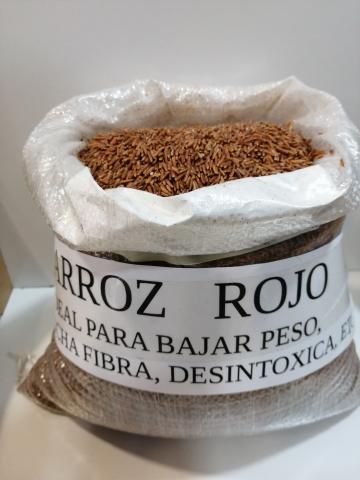 ARROZ ROJO
PARA BAJAR PESO,
FIBRA, DESINTOXICA,